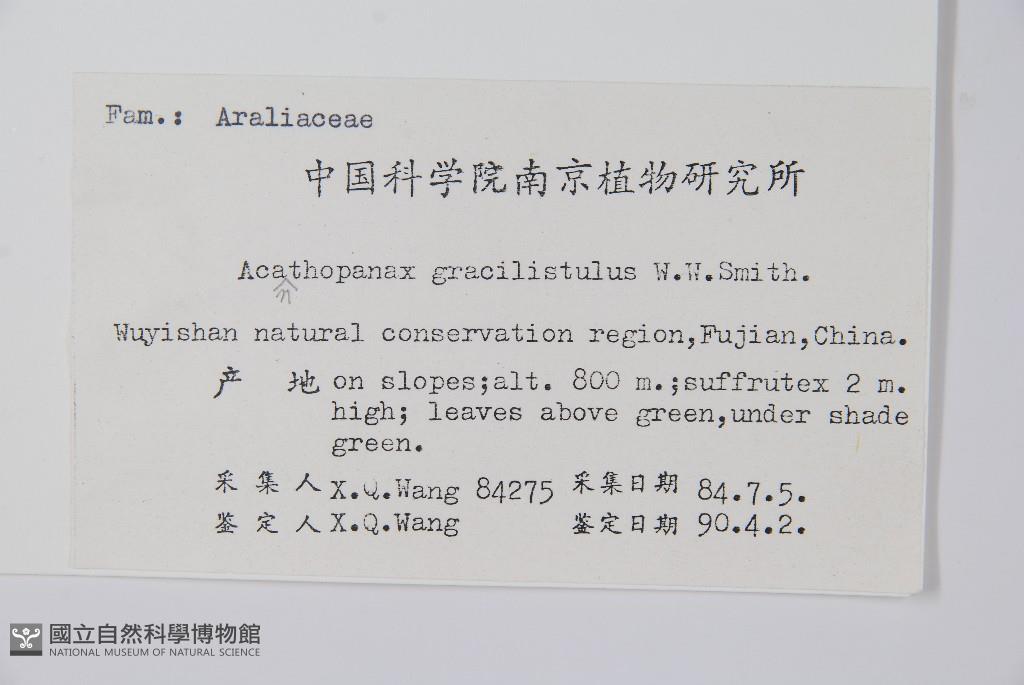 Fam.: Araliaceae
中国科学院南京植物研究所
Acathopanax gracilistulus W.W.Smith.
n
Wuyishan natural conservation region,Fujian,China.
产 地 on slopes;alt. 800 m.;suffrutex 2 m.
high; leaves above green,under shade
green.
采 集 人 X.Q.Wang 84275 采集日期 84.7.5.
鉴 定 人 X.Q.Wang 鉴定日期 90.4.2.
國立自然科學博物館
NATIONAL MUSEUM OF NATURAL SCIENCE